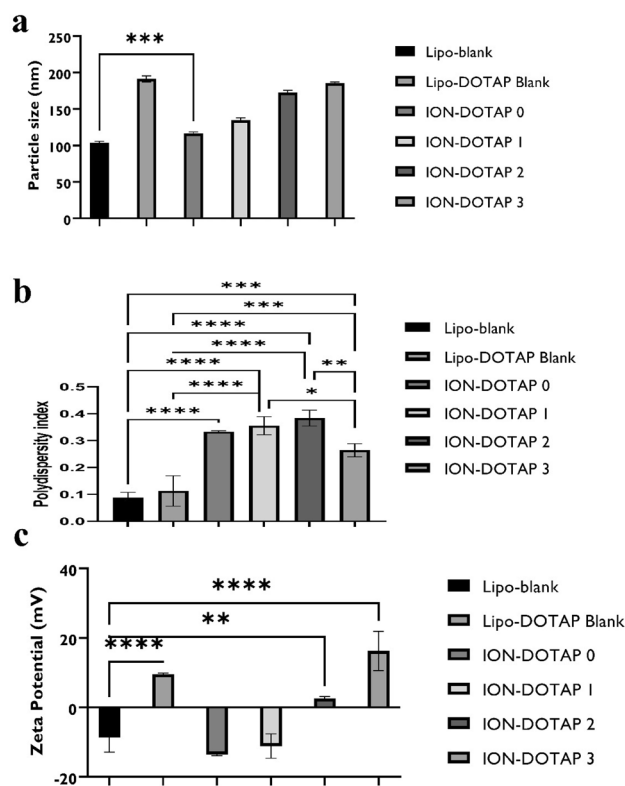 a
***
Particle size (nm)
250
200
150
100
50
0
Lipo-blank
Lipo-DOTAP Blank
ION-DOTAP 0
ION-DOTAP 1
ION-DOTAP 2
ION-DOTAP 3
b
***
***
****
****
**
****
****
*
****
Polydispersity index
0.5
0.4
0.3
0.2
0.1
0.0
Lipo-blank
Lipo-DOTAP Blank
ION-DOTAP 0
ION-DOTAP 1
ION-DOTAP 2
ION-DOTAP 3
c
****
**
****
Zeta Potential (mV)
40
20
0
-20
Lipo-blank
Lipo-DOTAP Blank
ION-DOTAP 0
ION-DOTAP 1
ION-DOTAP 2
ION-DOTAP 3